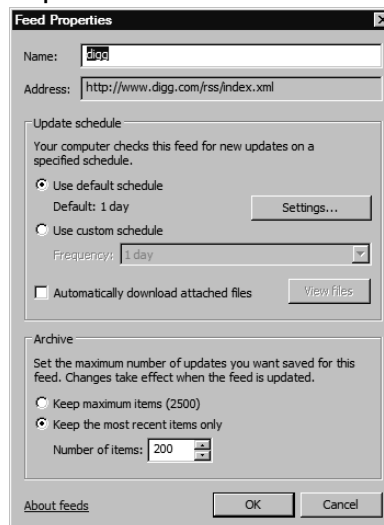 Feed Properties
Name: digg
Address: http://www.digg.com/rss/index.xml
Update schedule
Your computer checks this feed for new updates on a
specified schedule.
Use default schedule
Default: 1 day Settings...
Use custom schedule
Frequency: 1 day
Automatically download attached files View files
Archive
Set the maximum number of updates you want saved for this
feed. Changes take effect when the feed is updated.
Keep maximum items (2500)
Keep the most recent items only
Number of items: 200
About feeds OK Cancel